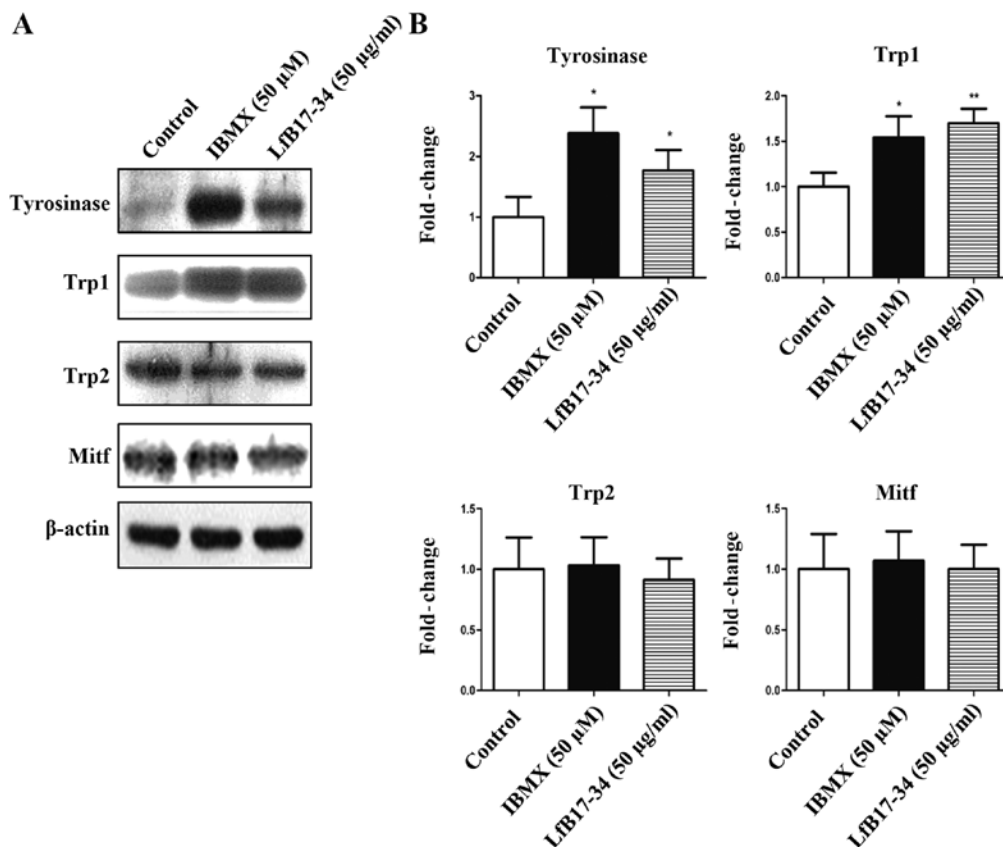 A
Control
IBMX (50 µM)
LfB17-34 (50 µg/ml)
Tyrosinase
Trp1
Trp2
Mitf
β-actin
B
Tyrosinase
Fold-change
3
2
1
0
*
*
Control
IBMX (50 µM)
LfB17-34 (50 µg/ml)
Trp1
Fold-change
2.0
1.5
1.0
0.5
0.0
*
**
Control
IBMX (50 µM)
LfB17-34 (50 µg/ml)
Trp2
Fold-change
1.5
1.0
0.5
0.0
Control
IBMX (50 µM)
LfB17-34 (50 µg/ml)
Mitf
Fold-change
1.5
1.0
0.5
0.0
Control
IBMX (50 µM)
LfB17-34 (50 µg/ml)